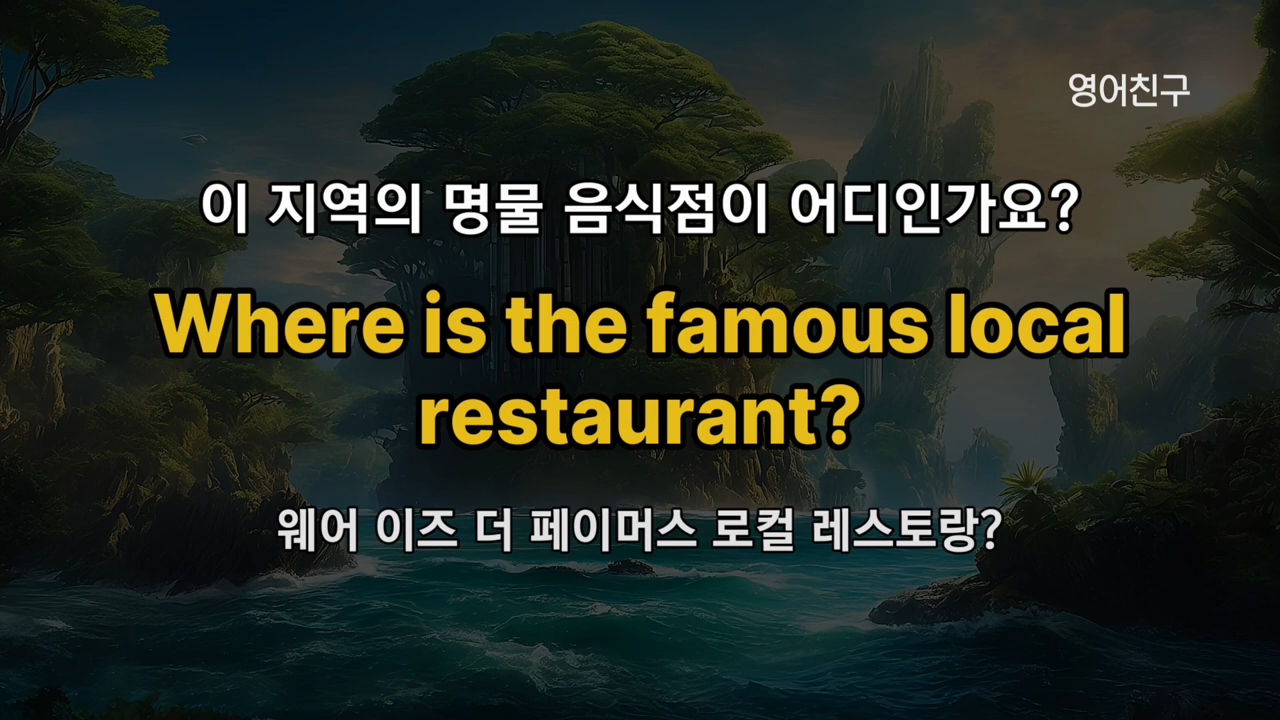 영어친구
이 지역의 명물 음식점이 어디인가요?
Where is the famous local
restaurant?
웨어 이즈 더 페이머스 로컬 레스토랑?